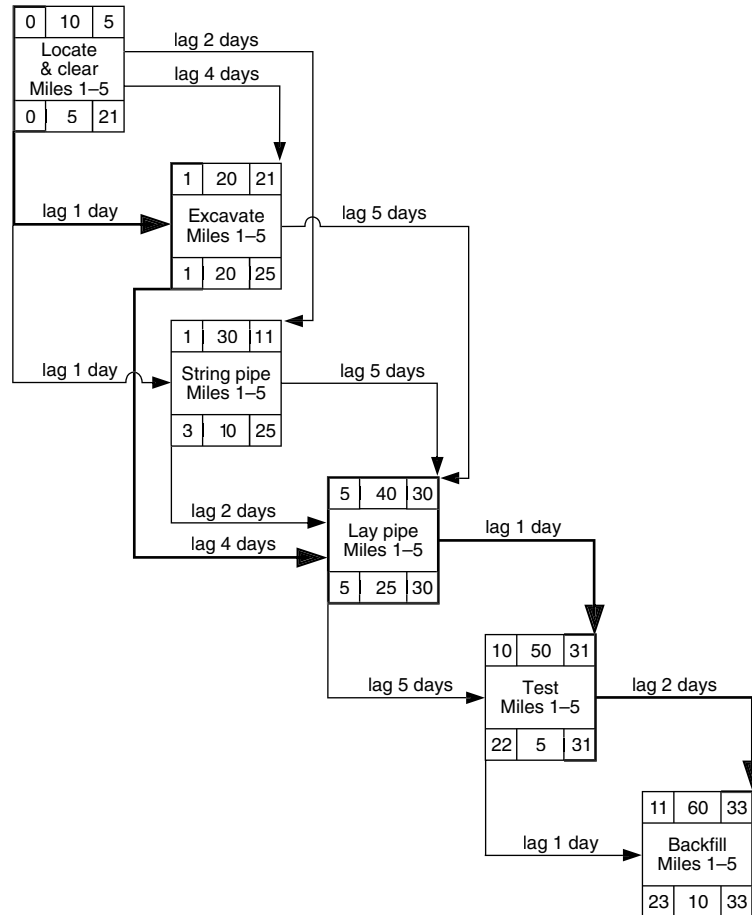 0 10 5
Locate
& clear
Miles 1–5
0 5 21
lag 2 days
lag 4 days
lag 1 day
1 20 21
Excavate
Miles 1–5
1 20 25
lag 5 days
lag 1 day
1 30 11
String pipe
Miles 1–5
3 10 25
lag 5 days
lag 2 days
lag 4 days
5 40 30
Lay pipe
Miles 1–5
5 25 30
lag 1 day
lag 5 days
10 50 31
Test
Miles 1–5
22 5 31
lag 2 days
lag 1 day
11 60 33
Backfill
Miles 1–5
23 10 33